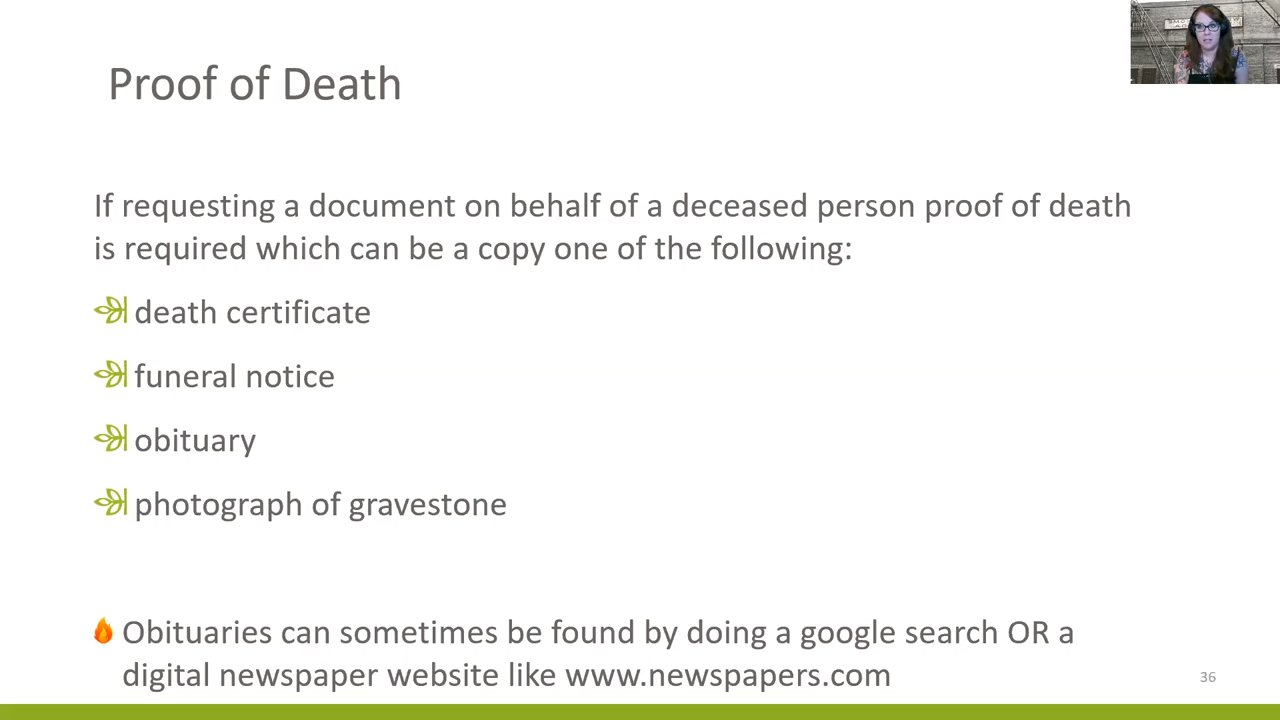 Proof of Death
If requesting a document on behalf of a deceased person proof of death
is required which can be a copy one of the following:
death certificate
funeral notice
obituary
photograph of gravestone
Obituaries can sometimes be found by doing a google search OR a
digital newspaper website like www.newspapers.com
36